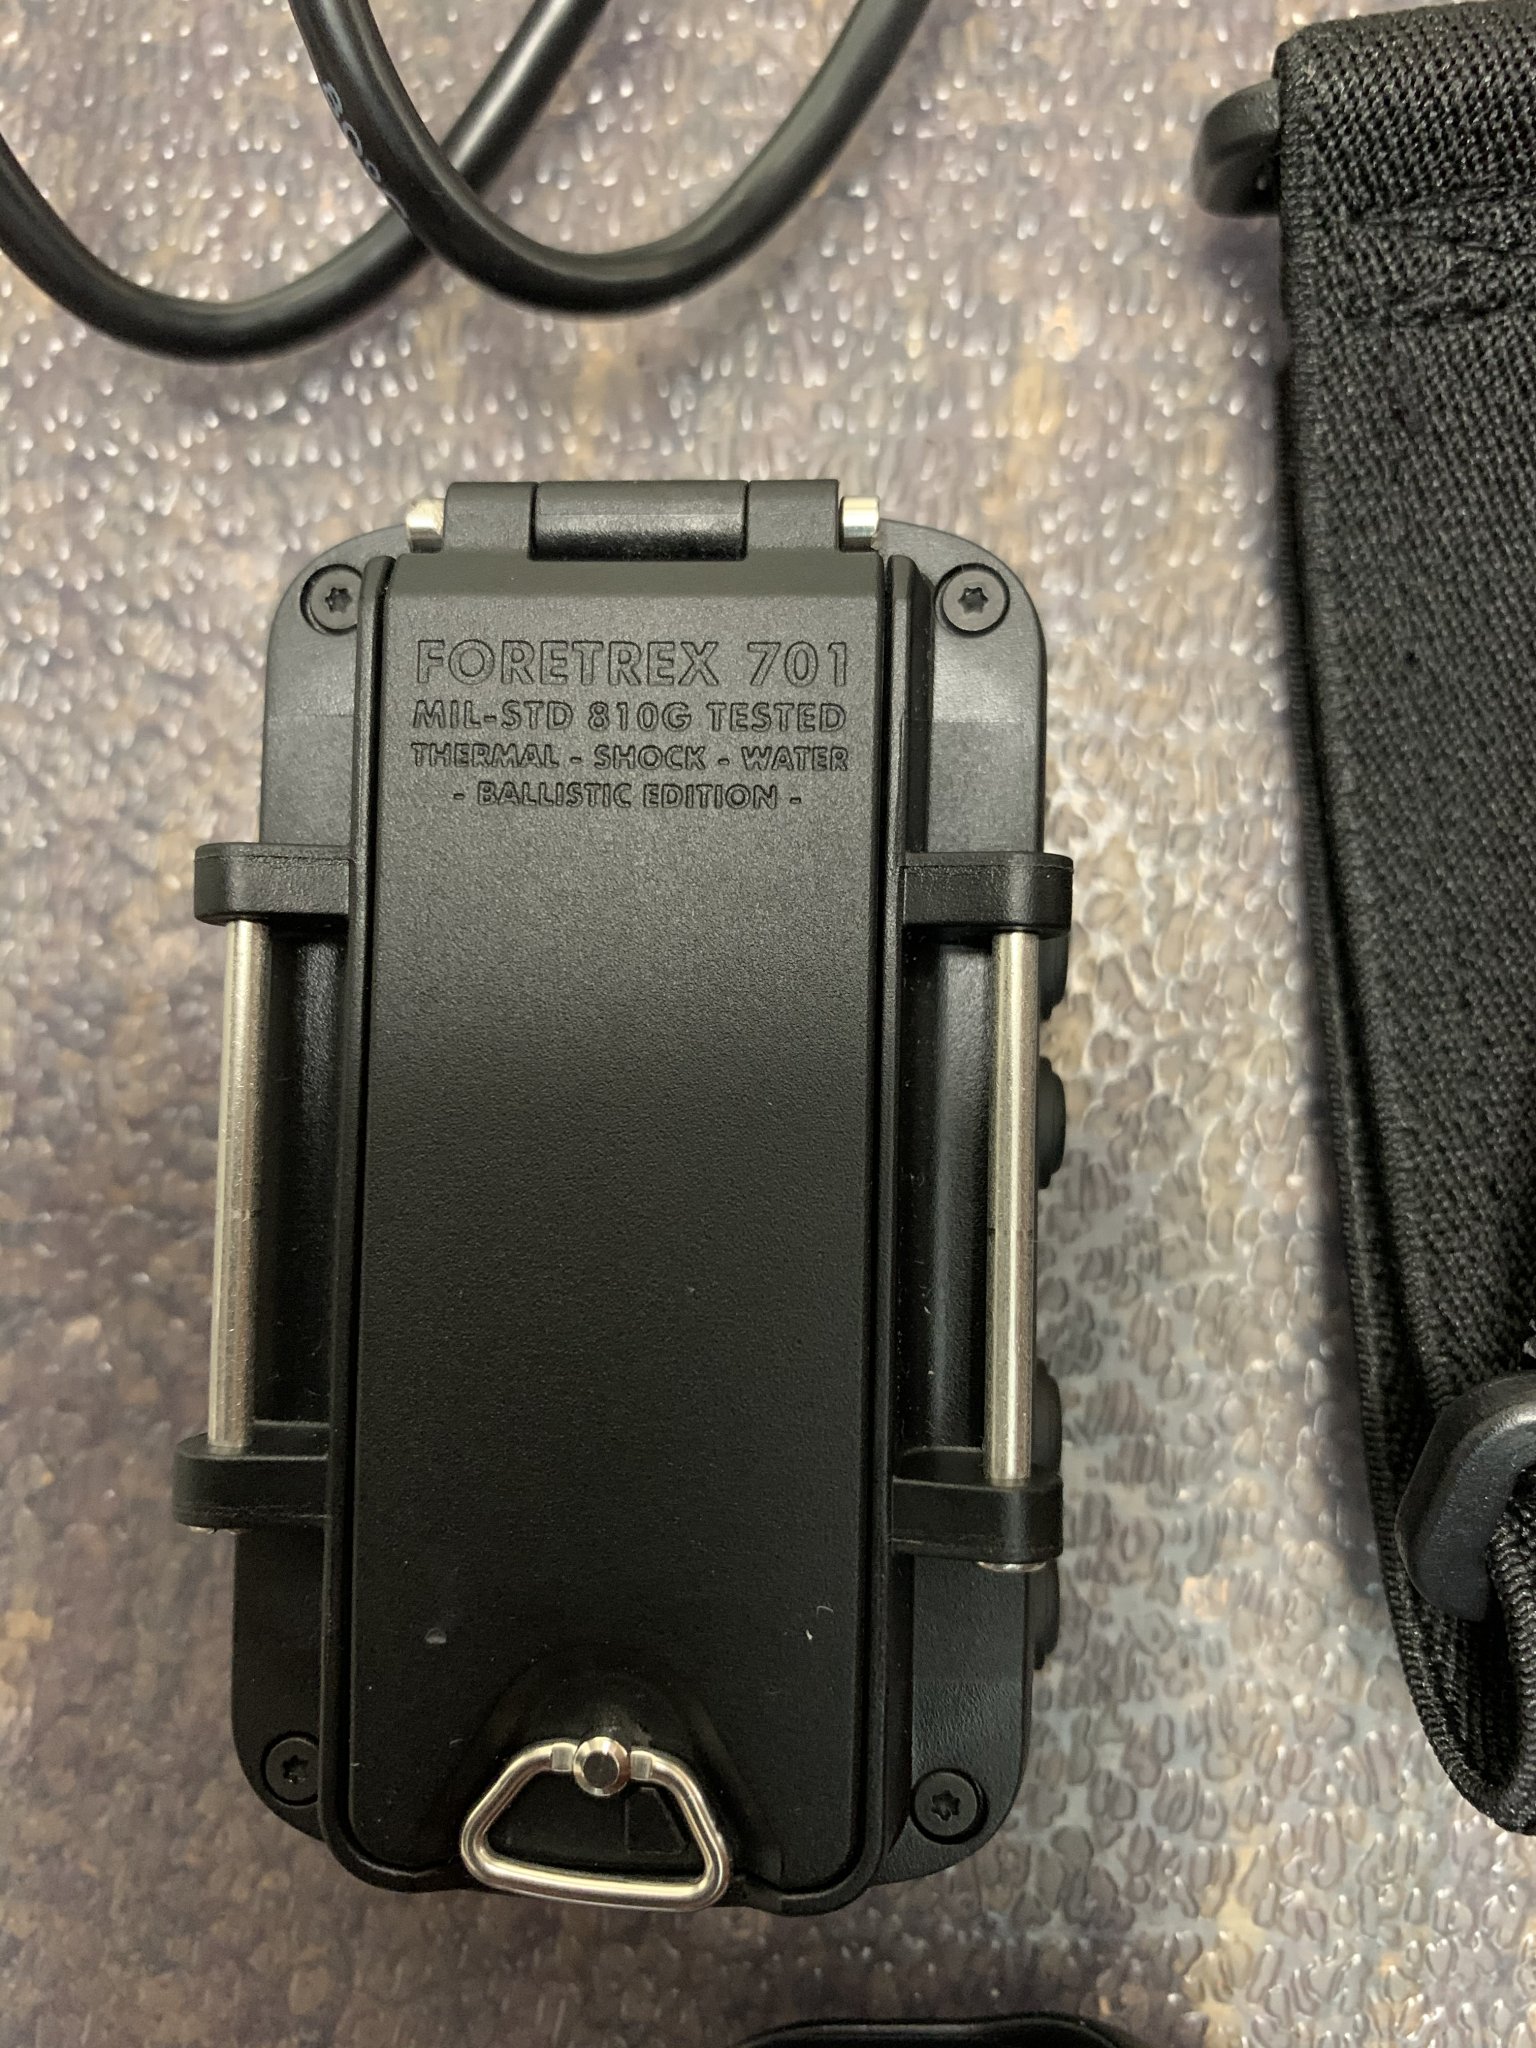 FORETREX 701
MIL-STD 810G TESTED
THERMAL - SHOCK - WATER
- BALLISTIC EDITION -